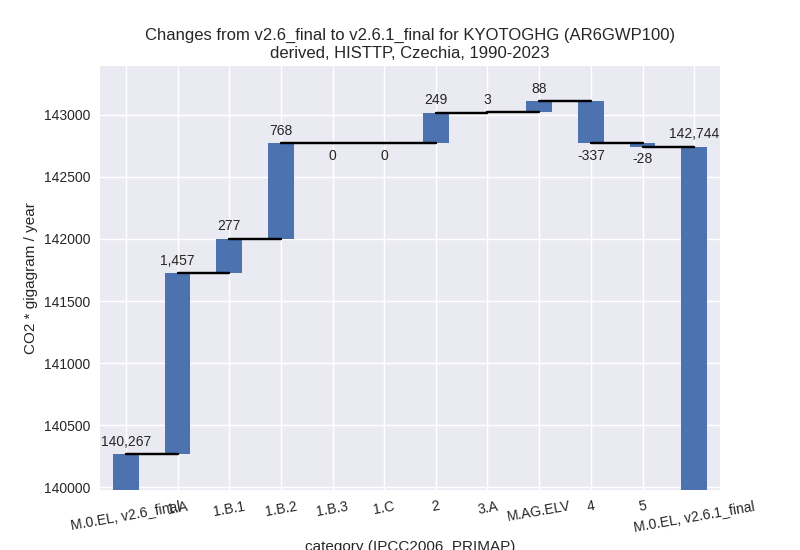 Changes from v2.6_final to v2.6.1_final for KYOTOGHG (AR6GWP100)
derived, HISTTP, Czechia, 1990-2023
CO2 * gigagram / year
143000
142500
142000
141500
141000
140500
140000
140,267
1,457
277
768
0
0
249
3
88
-337
-28
142,744
M.0.EL, v2.6_final
1.A
1.B.1
1.B.2
1.B.3
1.C
2
3.A
M.AG.ELV
4
5
M.0.EL, v2.6.1_final
category (IPCC2006_PRIMAP)